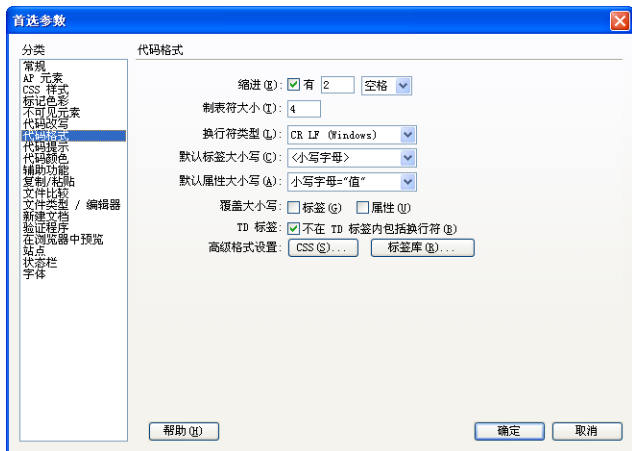 首选参数
分类
常规
AP 元素
CSS 样式
标记色彩
不可见元素
代码改写
代码格式
代码提示
代码颜色
辅助功能
复制/粘贴
文件比较
文件类型 / 编辑器
新建文档
验证程序
在浏览器中预览
站点
状态栏
字体
代码格式
缩进(E): 有 2 空格
制表符大小(T): 4
换行符类型(L): CR LF (Windows)
默认标签大小写(C): <小写字母>
默认属性大小写(A): 小写字母="值"
覆盖大小写: 标签(G) 属性(U)
TD 标签: 不在 TD 标签内包括换行符(B)
高级格式设置: CSS(S)... 标签库(R)...
帮助(H) 确定 取消